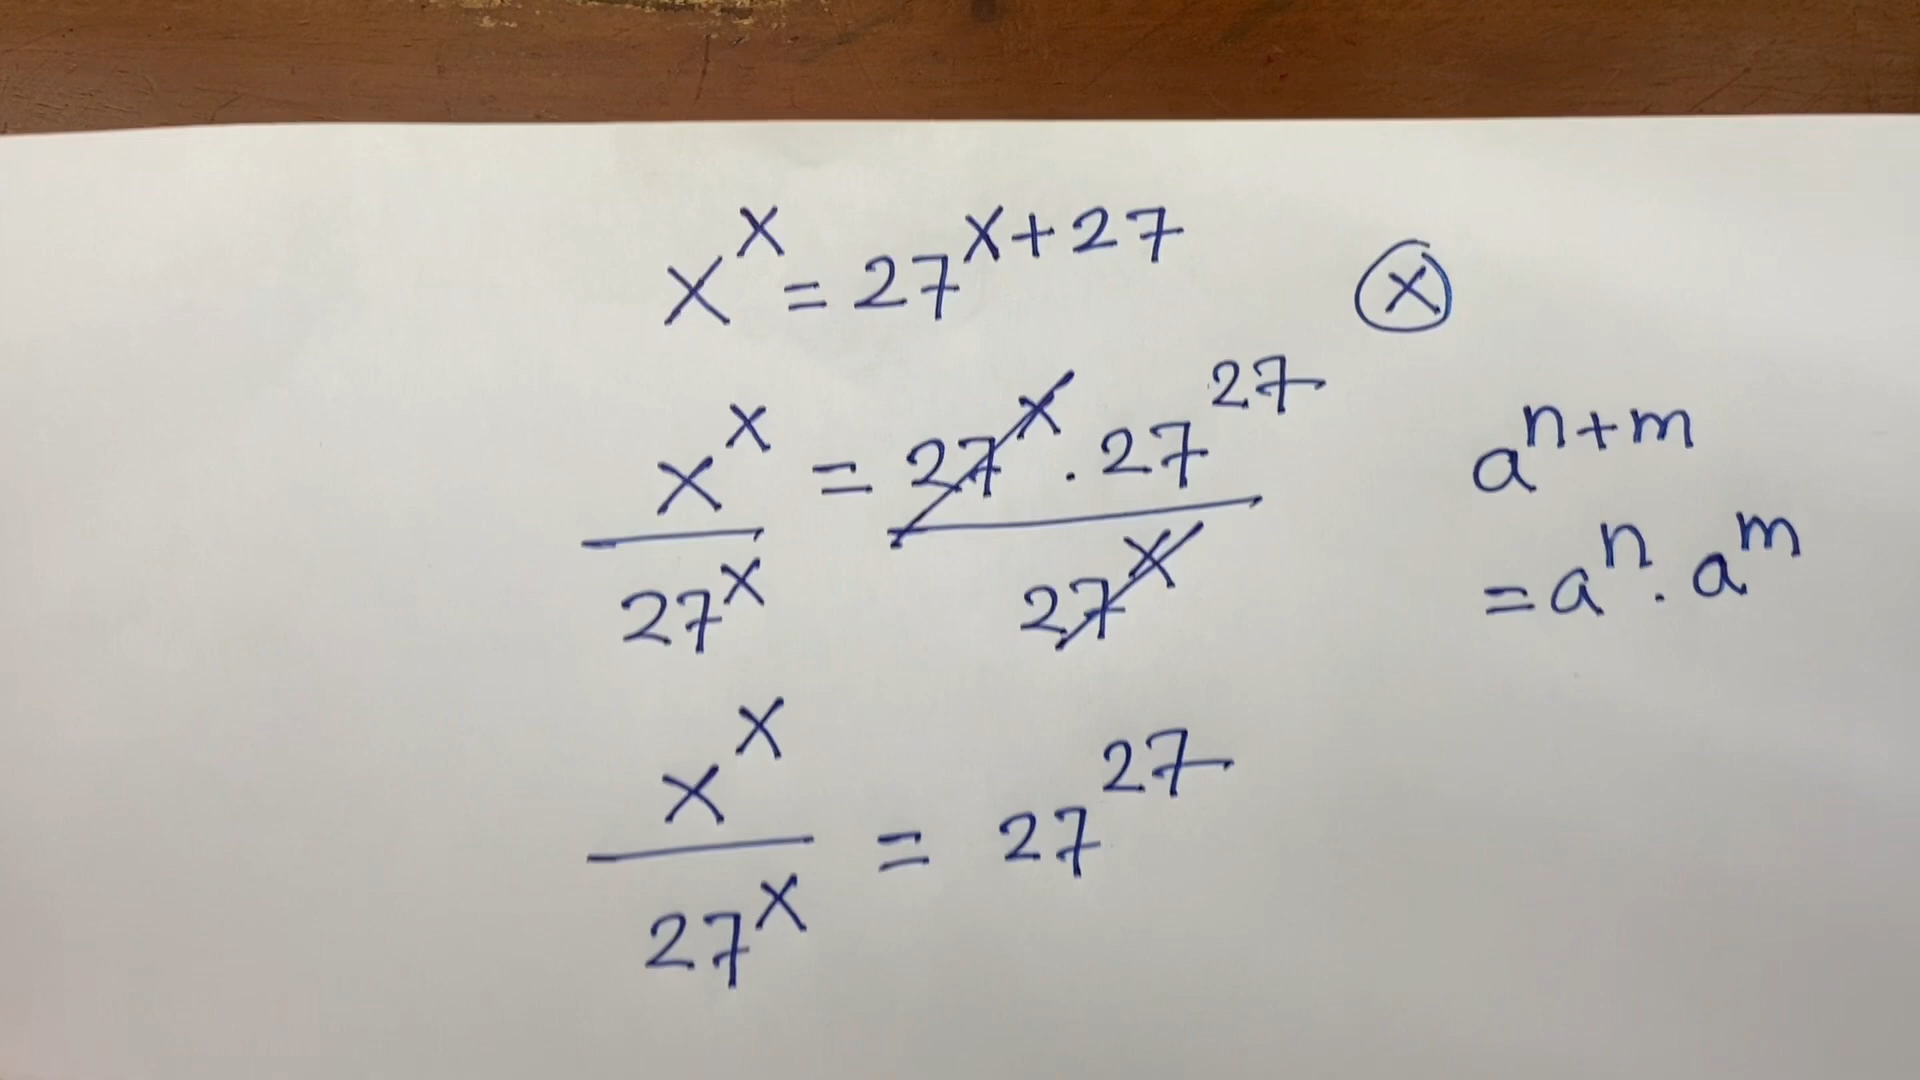 x^x = 27^(x+27)
ⓧ
x^x / 27^x = 27^x . 27^27 / 27^x
a^(n+m)
= a^n . a^m
x^x / 27^x = 27^27